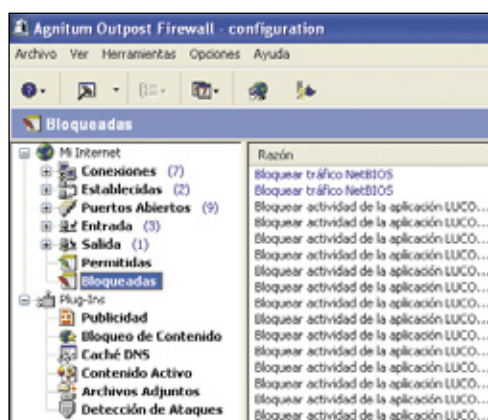 Agnitum Outpost Firewall - configuration
Archivo Ver Herramientas Opciones Ayuda
Bloqueadas
Mi Internet
Conexiones (7)
Establecidas (2)
Puertos Abiertos (9)
Entrada (3)
Salida (1)
Permitidas
Bloqueadas
Plug-Ins
Publicidad
Bloqueo de Contenido
Caché DNS
Contenido Activo
Archivos Adjuntos
Detección de Ataques
Razón
Bloquear tráfico NetBIOS
Bloquear tráfico NetBIOS
Bloquear actividad de la aplicación LUCO...
Bloquear actividad de la aplicación LUCO...
Bloquear actividad de la aplicación LUCO...
Bloquear actividad de la aplicación LUCO...
Bloquear actividad de la aplicación LUCO...
Bloquear actividad de la aplicación LUCO...
Bloquear actividad de la aplicación LUCO...
Bloquear actividad de la aplicación LUCO...
Bloquear actividad de la aplicación LUCO...
Bloquear actividad de la aplicación LUCO...
Bloquear actividad de la aplicación LUCO...
Bloquear actividad de la aplicación LUCO...
Bloquear actividad de la aplicación LUCO...
Bloquear actividad de la aplicación LUCO...